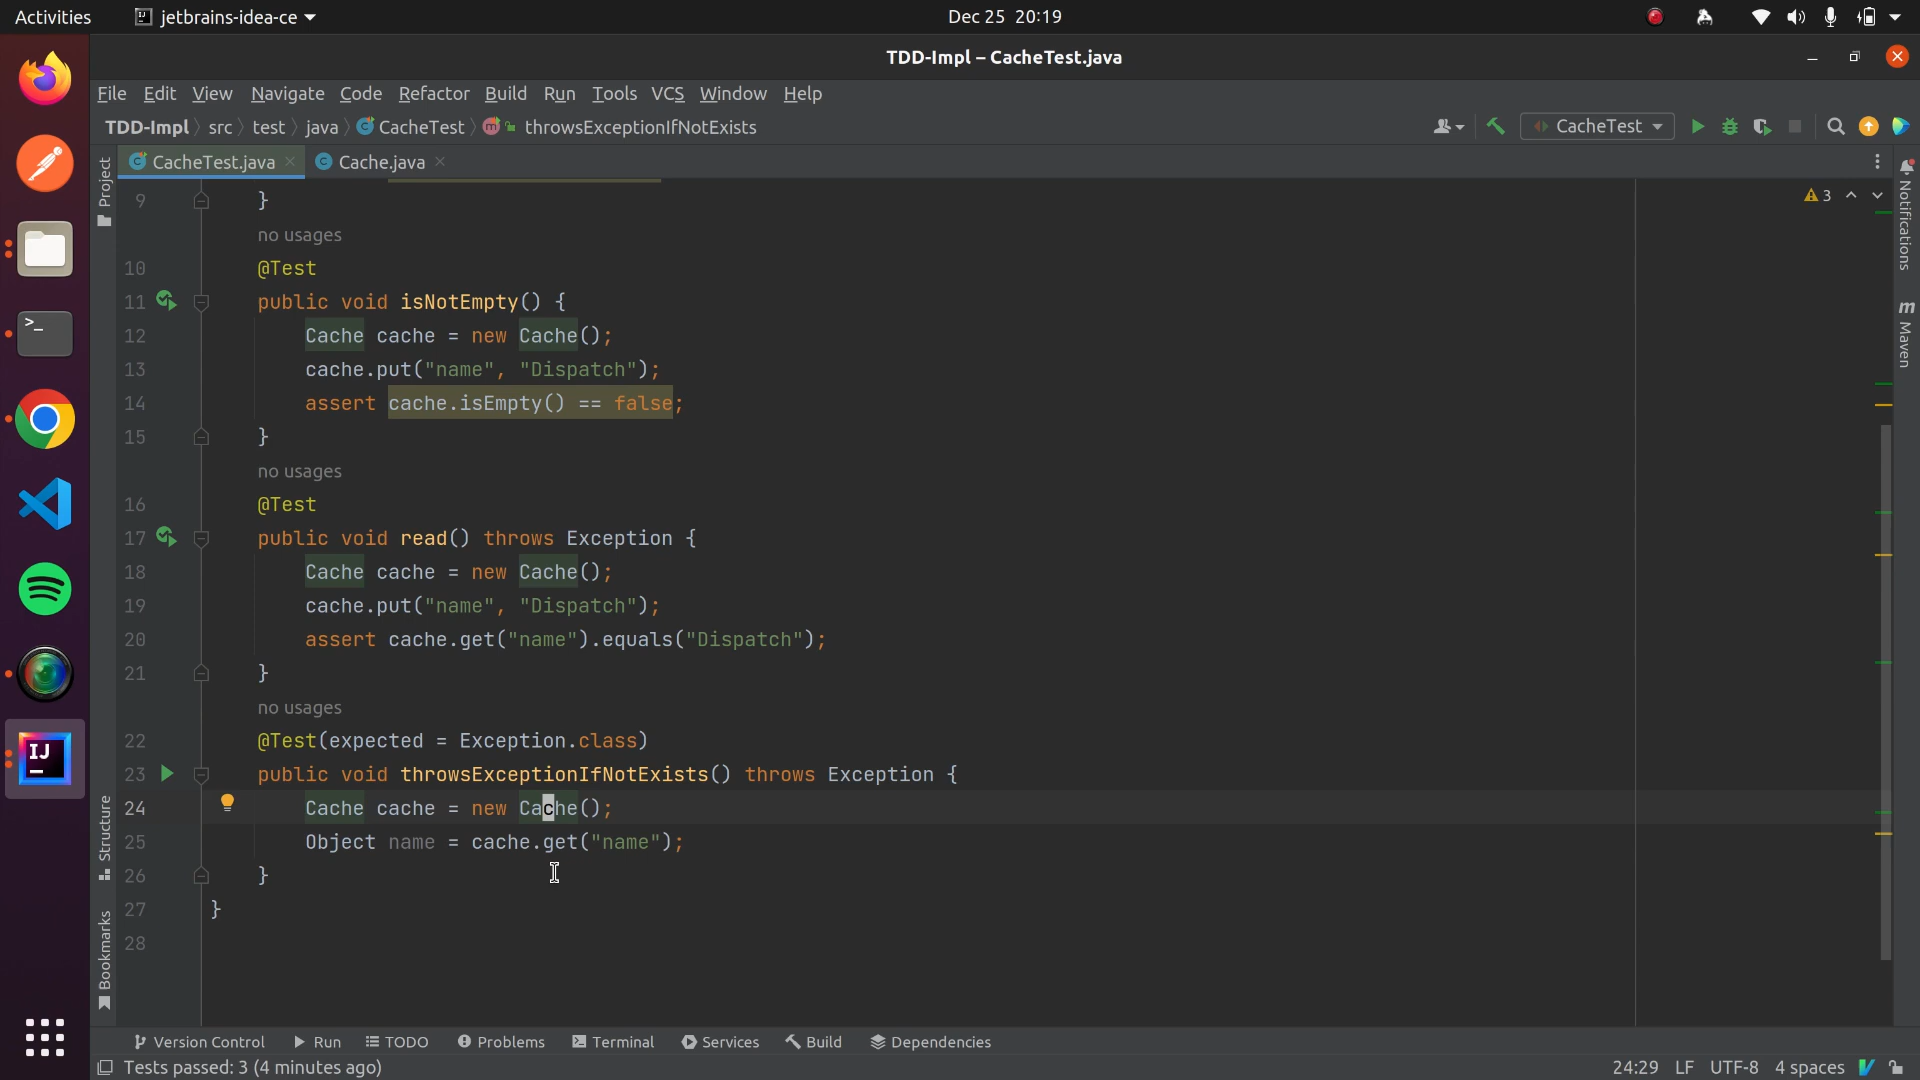 Activities
jetbrains-idea-ce
Dec 25 20:19
TDD-Impl – CacheTest.java
File Edit View Navigate Code Refactor Build Run Tools VCS Window Help
TDD-Impl src test java CacheTest throwsExceptionIfNotExists
CacheTest
CacheTest.java Cache.java
Project
Structure
Bookmarks
Notifications
m Maven
3
9 }
no usages
10 @Test
11 public void isNotEmpty() {
12 Cache cache = new Cache();
13 cache.put("name", "Dispatch");
14 assert cache.isEmpty() == false;
15 }
no usages
16 @Test
17 public void read() throws Exception {
18 Cache cache = new Cache();
19 cache.put("name", "Dispatch");
20 assert cache.get("name").equals("Dispatch");
21 }
no usages
22 @Test(expected = Exception.class)
23 public void throwsExceptionIfNotExists() throws Exception {
24 Cache cache = new Cache();
25 Object name = cache.get("name");
26 }
27 }
28
Version Control Run TODO Problems Terminal Services Build Dependencies
Tests passed: 3 (4 minutes ago)
24:29 LF UTF-8 4 spaces